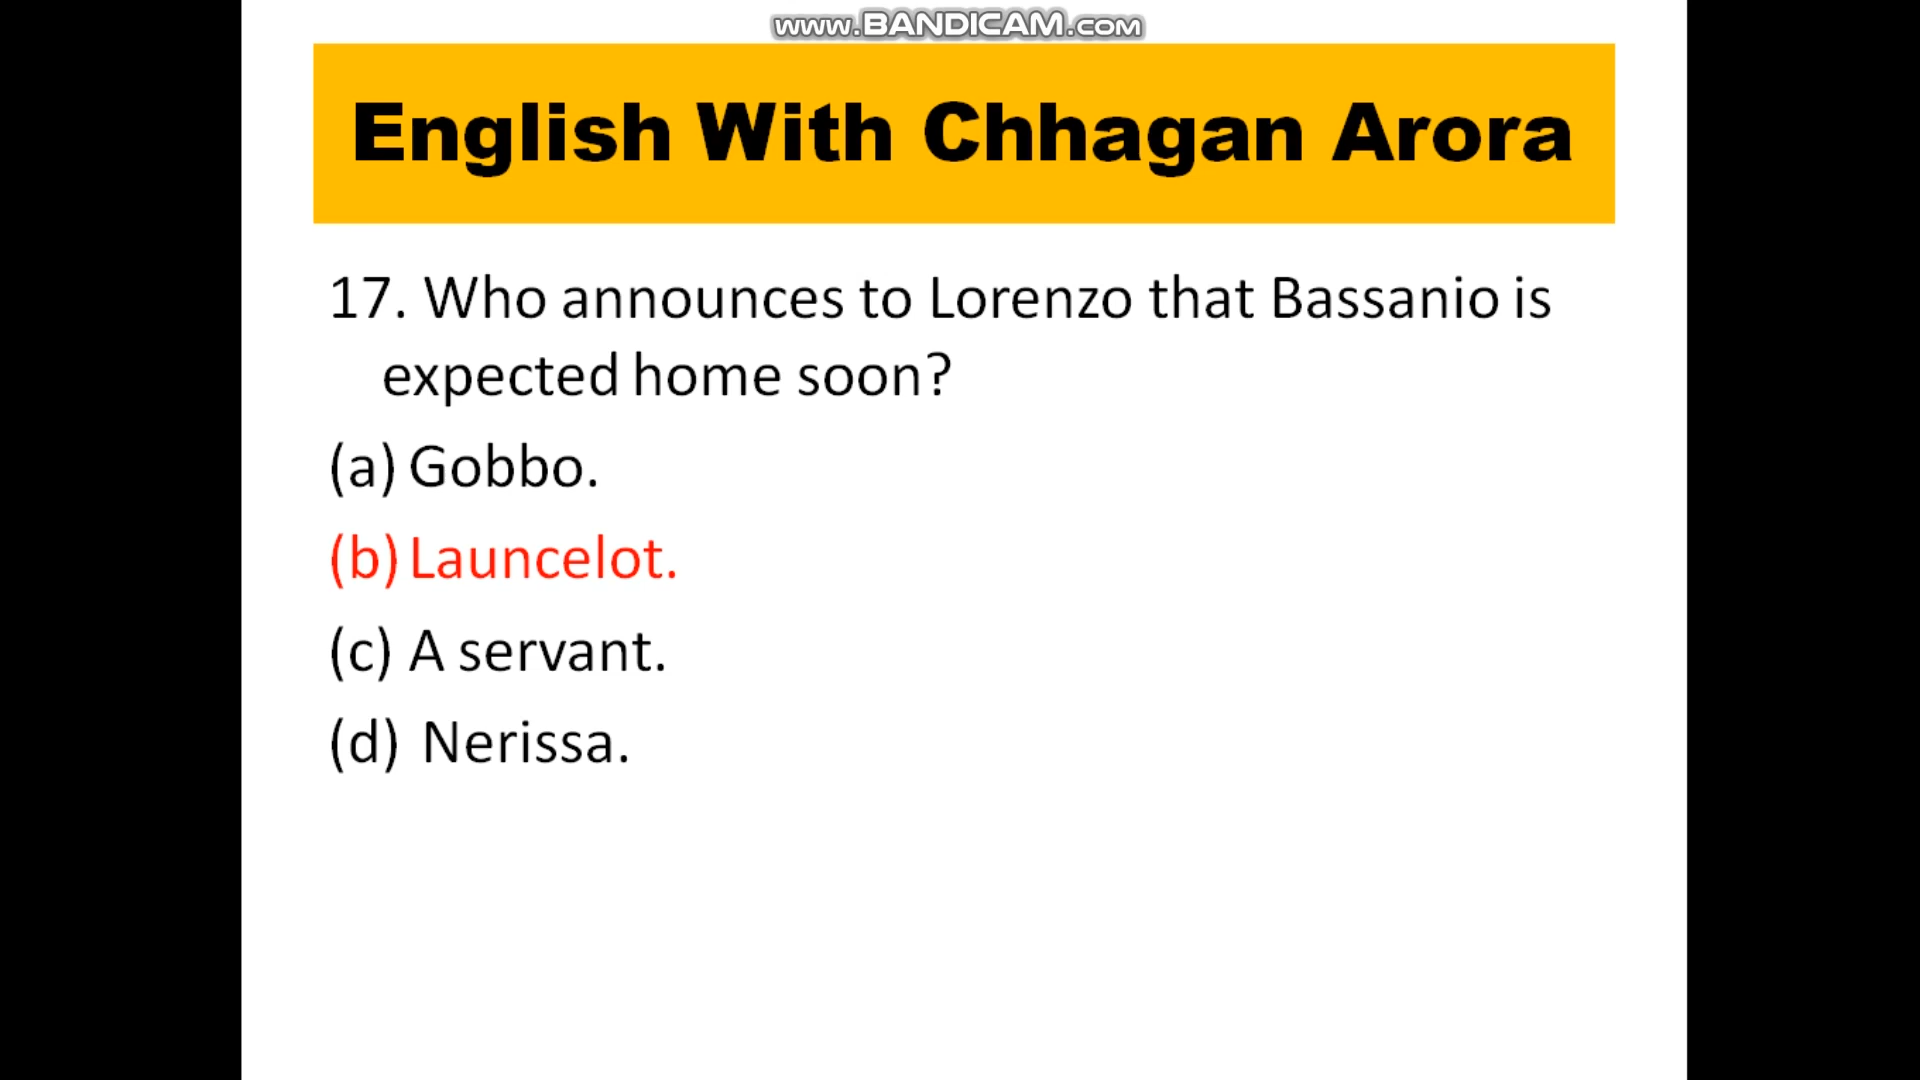 www.BANDICAM.com
English With Chhagan Arora
17. Who announces to Lorenzo that Bassanio is
expected home soon?
(a) Gobbo.
(b) Launcelot.
(c) A servant.
(d) Nerissa.